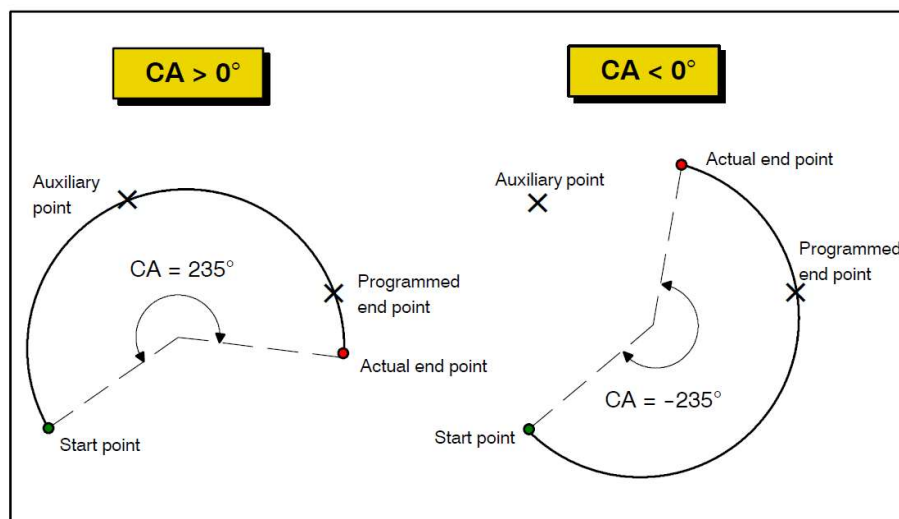 CA > 0°
CA < 0°
Auxiliary
point
CA = 235°
Programmed
end point
Actual end point
Start point
Actual end point
Auxiliary point
Programmed
end point
CA = -235°
Start point